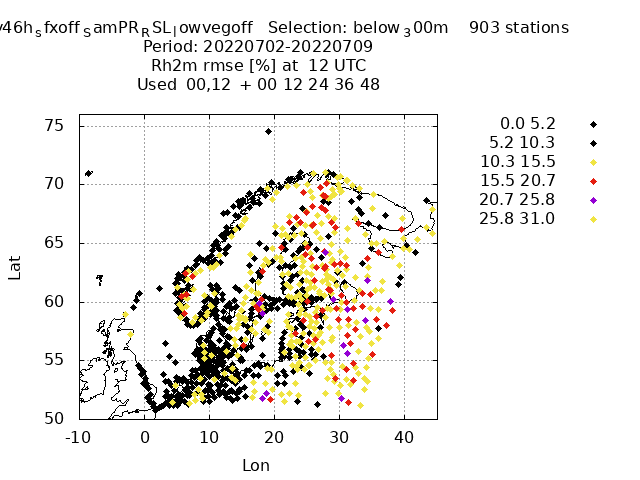 v46h_sfxoff_SamPR_RSL_lowvegoff Selection: below_300m 903 stations
Period: 20220702-20220709
Rh2m rmse [%] at 12 UTC
Used 00,12 + 00 12 24 36 48
0.0 5.2
5.2 10.3
10.3 15.5
15.5 20.7
20.7 25.8
25.8 31.0
75
70
65
60
55
50
Lat
-10 0 10 20 30 40
Lon